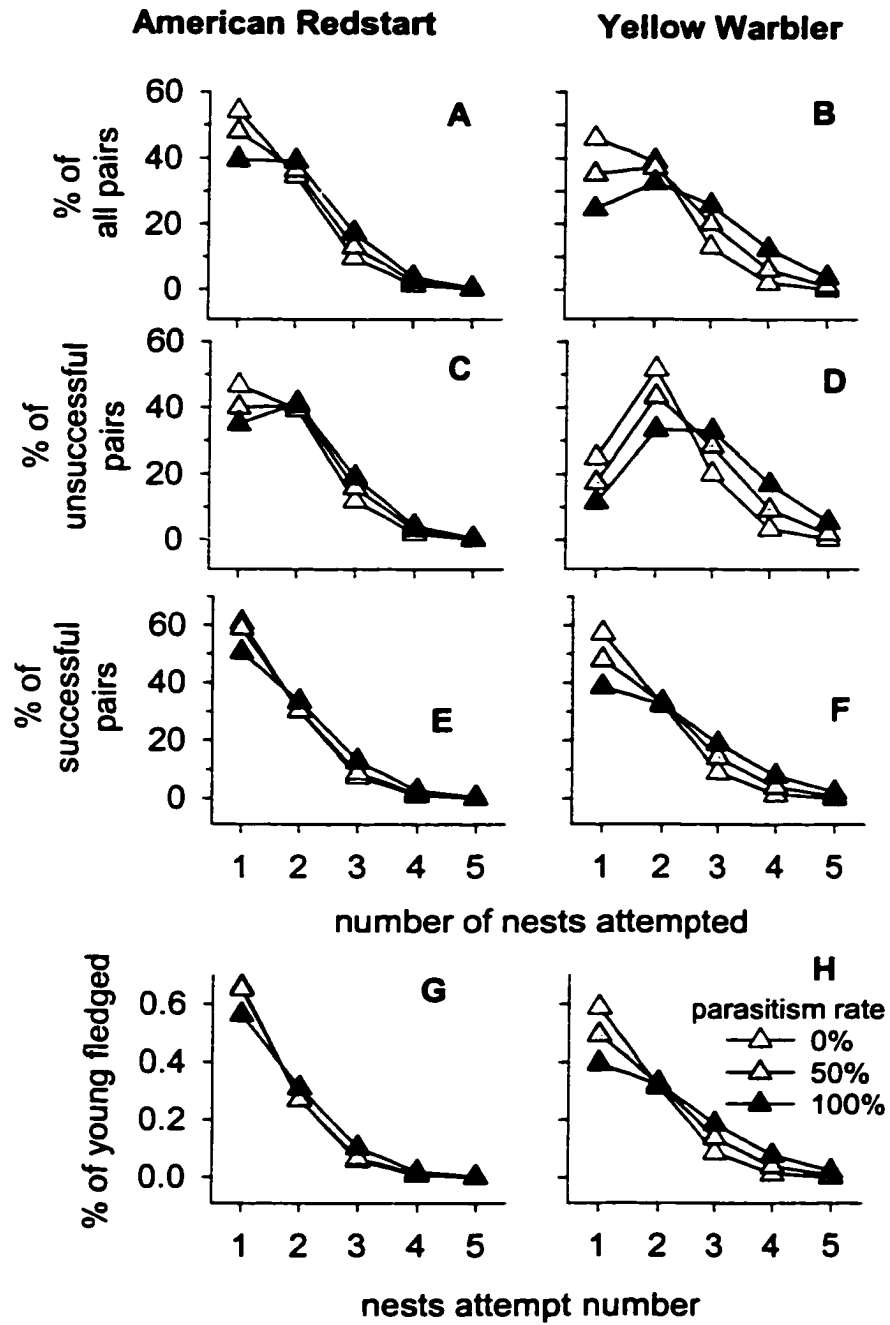 American Redstart
Yellow Warbler
% of
all pairs
60
40
20
0
A
B
% of
unsuccessful
pairs
60
40
20
0
C
D
% of
successful
pairs
60
40
20
0
E
F
1 2 3 4 5
1 2 3 4 5
number of nests attempted
% of young fledged
0.6
0.4
0.2
0.0
G
H
parasitism rate
0%
50%
100%
1 2 3 4 5
1 2 3 4 5
nests attempt number